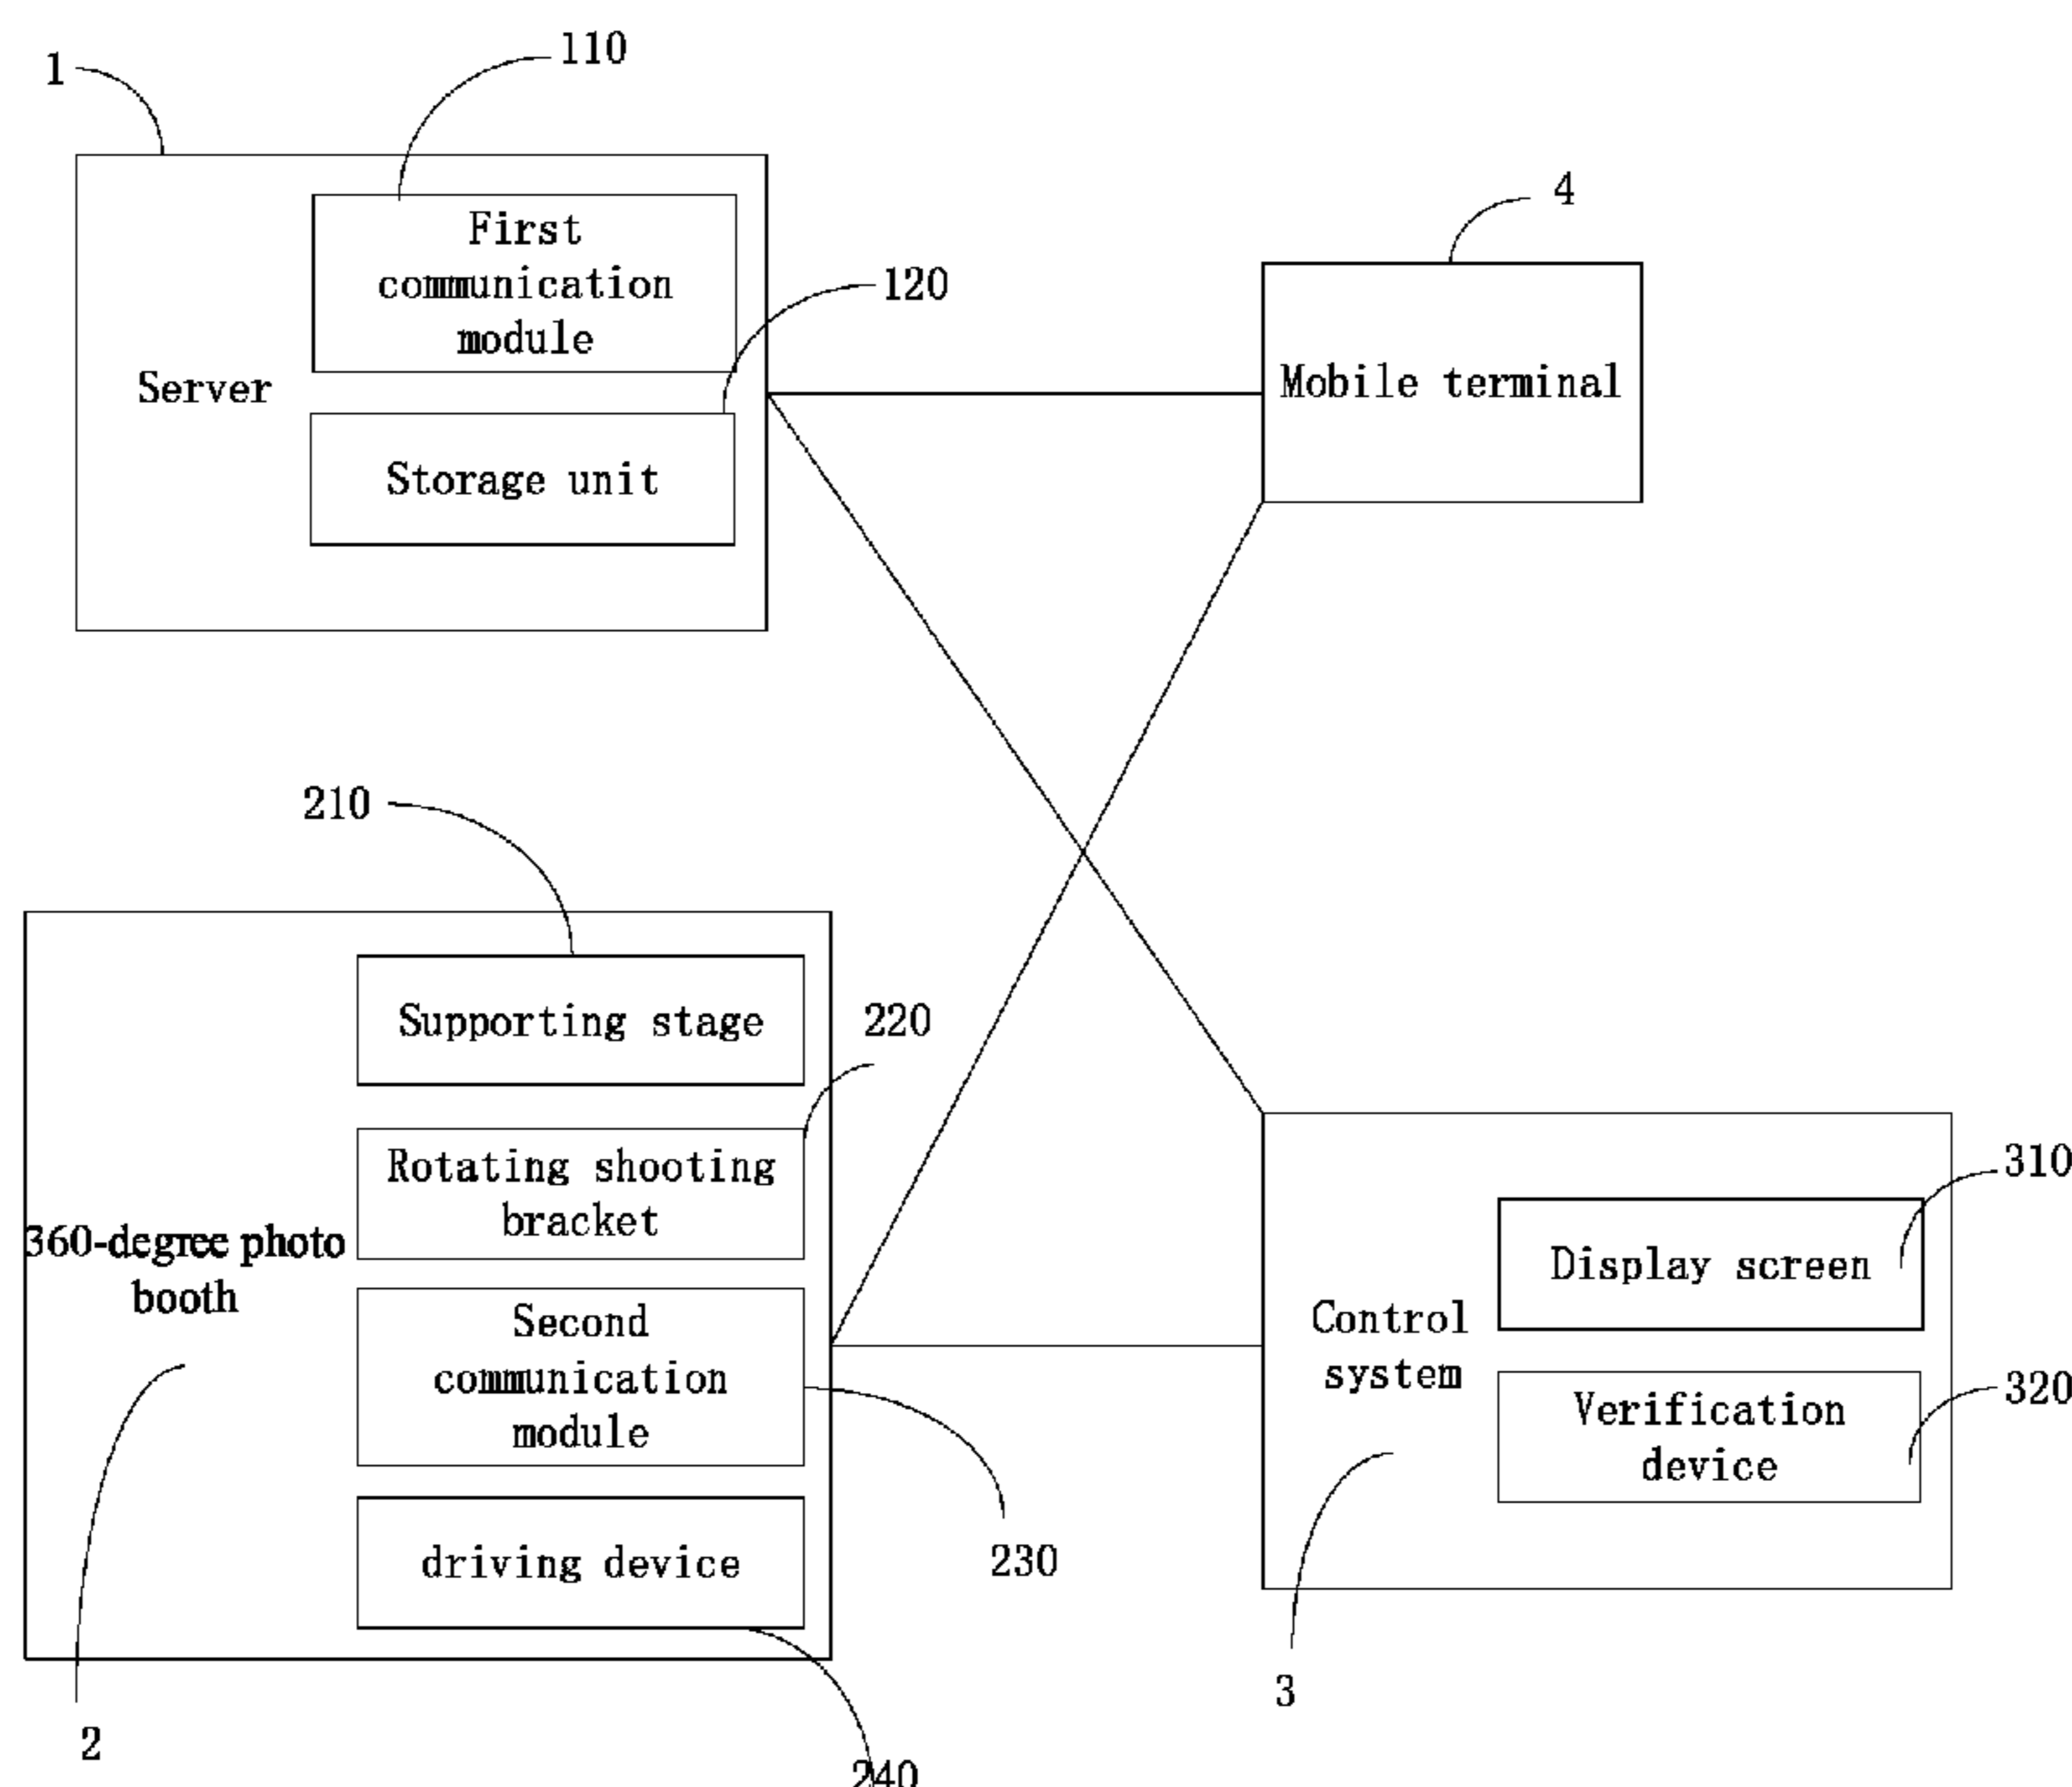 1
110
First
communication
module
120
Server
Storage unit
4
Mobile terminal
210
Supporting stage
220
Rotating shooting
bracket
360-degree photo
booth
Second
communication
module
230
driving device
240
2
310
Display screen
Control
system
320
Verification
device
3